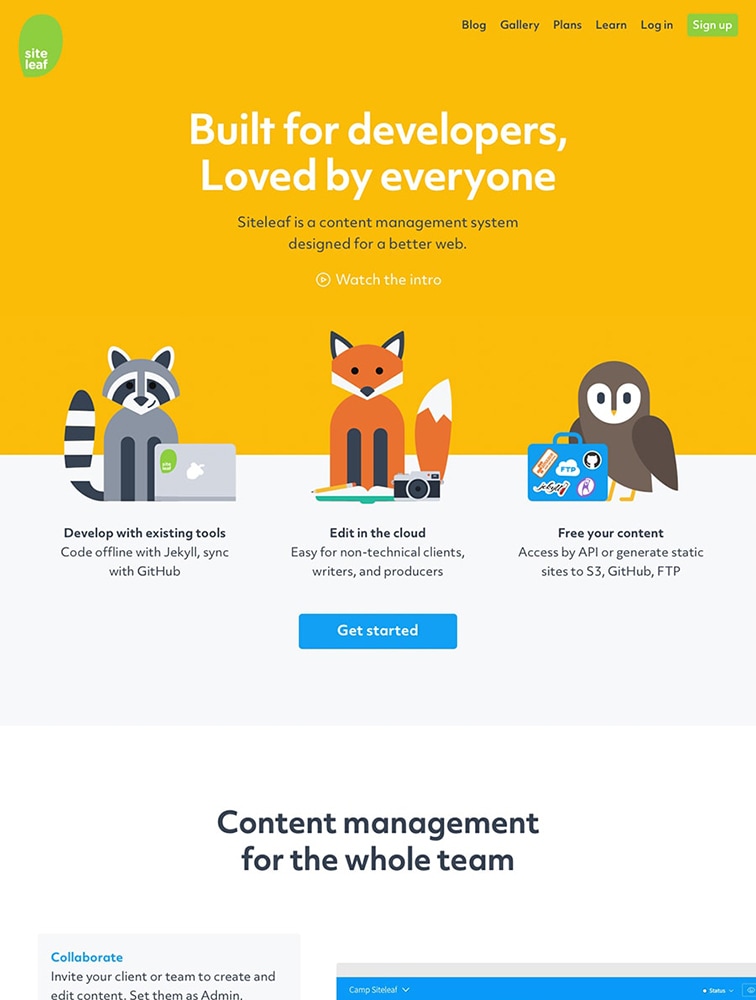 site
leaf
Blog Gallery Plans Learn Log in Sign up
Built for developers,
Loved by everyone
Siteleaf is a content management system
designed for a better web.
Watch the intro
site
leaf
FTP
jekyll
Develop with existing tools
Code offline with Jekyll, sync
with GitHub
Edit in the cloud
Easy for non-technical clients,
writers, and producers
Free your content
Access by API or generate static
sites to S3, GitHub, FTP
Get started
Content management
for the whole team
Collaborate
Invite your client or team to create and
edit content. Set them as Admin,
Camp Siteleaf
Status